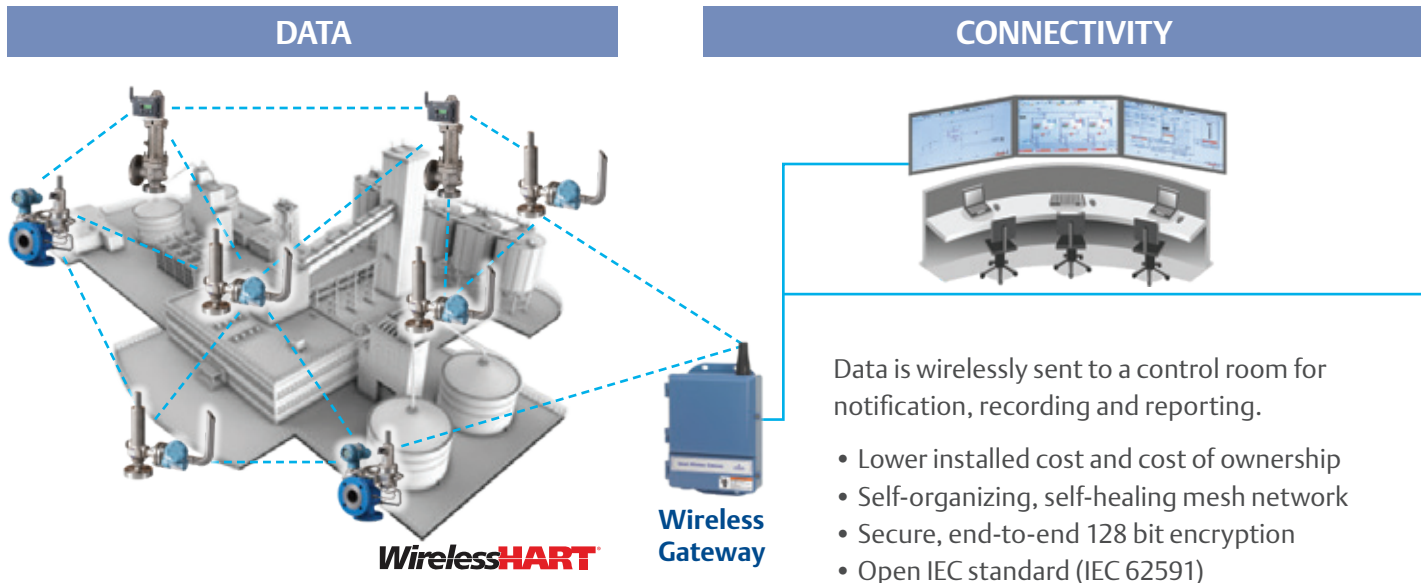 DATA
CONNECTIVITY
WirelessHART
Wireless
Gateway
Data is wirelessly sent to a control room for
notification, recording and reporting.
• Lower installed cost and cost of ownership
• Self-organizing, self-healing mesh network
• Secure, end-to-end 128 bit encryption
• Open IEC standard (IEC 62591)